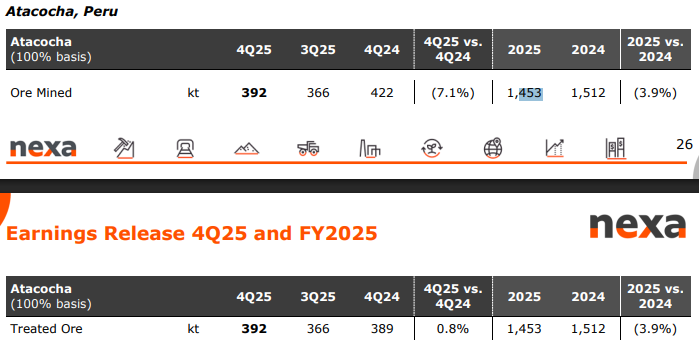 Atacocha, Peru
Atacocha (100% basis) 4Q25 3Q25 4Q24 4Q25 vs. 4Q24 2025 2024 2025 vs. 2024
Ore Mined kt 392 366 422 (7.1%) 1,453 1,512 (3.9%)
nexa 26
nexa
Earnings Release 4Q25 and FY2025
Atacocha (100% basis) 4Q25 3Q25 4Q24 4Q25 vs. 4Q24 2025 2024 2025 vs. 2024
Treated Ore kt 392 366 389 0.8% 1,453 1,512 (3.9%)